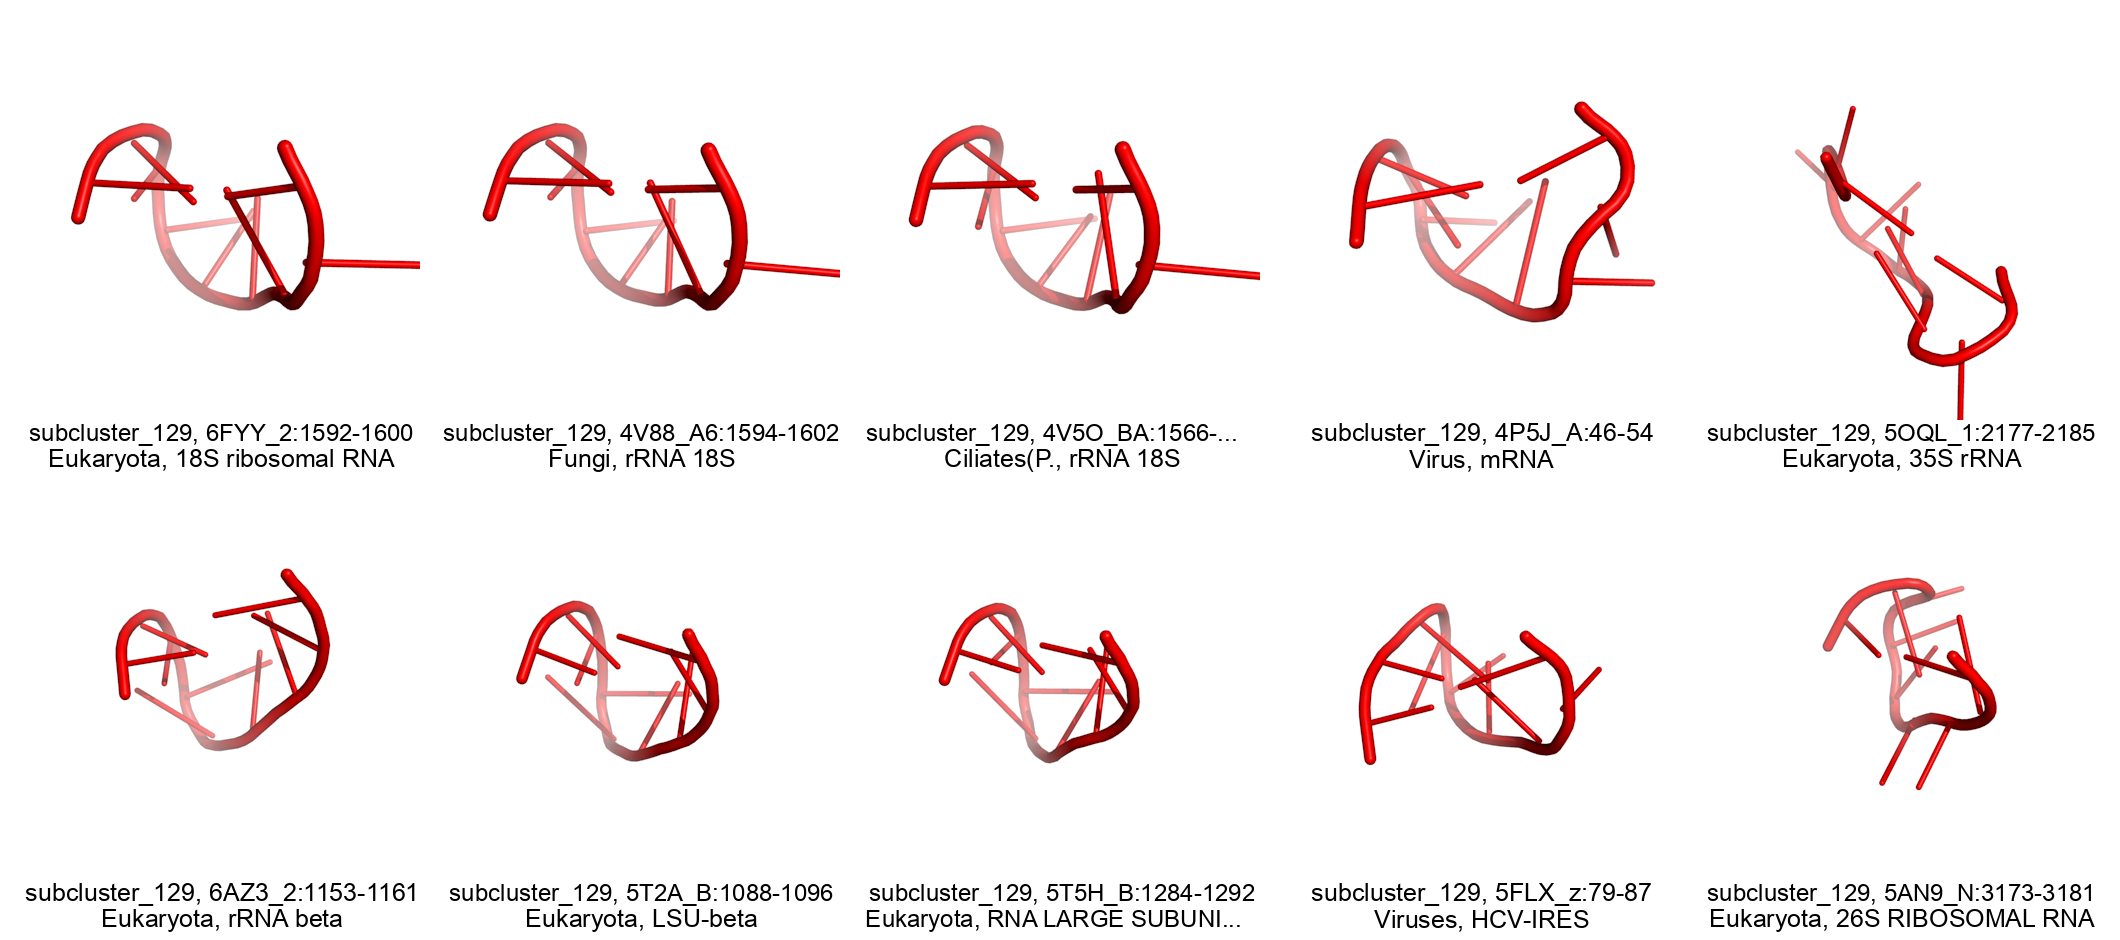 subcluster_129, 6FYY_2:1592-1600
Eukaryota, 18S ribosomal RNA
subcluster_129, 4V88_A6:1594-1602
Fungi, rRNA 18S
subcluster_129, 4V5O_BA:1566-...
Ciliates(P., rRNA 18S
subcluster_129, 4P5J_A:46-54
Virus, mRNA
subcluster_129, 5OQL_1:2177-2185
Eukaryota, 35S rRNA
subcluster_129, 6AZ3_2:1153-1161
Eukaryota, rRNA beta
subcluster_129, 5T2A_B:1088-1096
Eukaryota, LSU-beta
subcluster_129, 5T5H_B:1284-1292
Eukaryota, RNA LARGE SUBUNI...
subcluster_129, 5FLX_z:79-87
Viruses, HCV-IRES
subcluster_129, 5AN9_N:3173-3181
Eukaryota, 26S RIBOSOMAL RNA